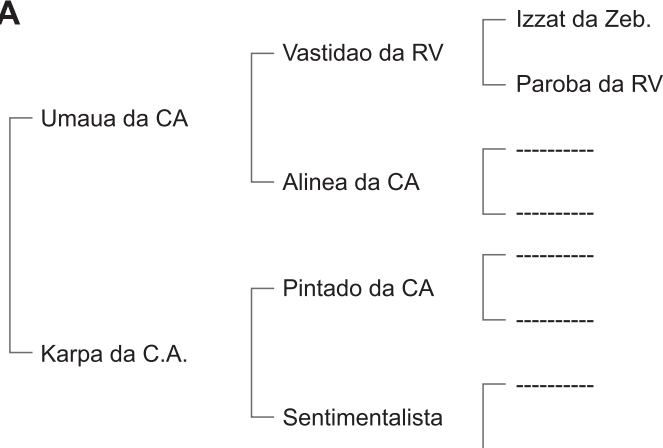 A
Izzat da Zeb.
Vastidao da RV
Paroba da RV
Umaua da CA
----------
Alinea da CA
----------
----------
Pintado da CA
----------
Karpa da C.A.
----------
Sentimentalista